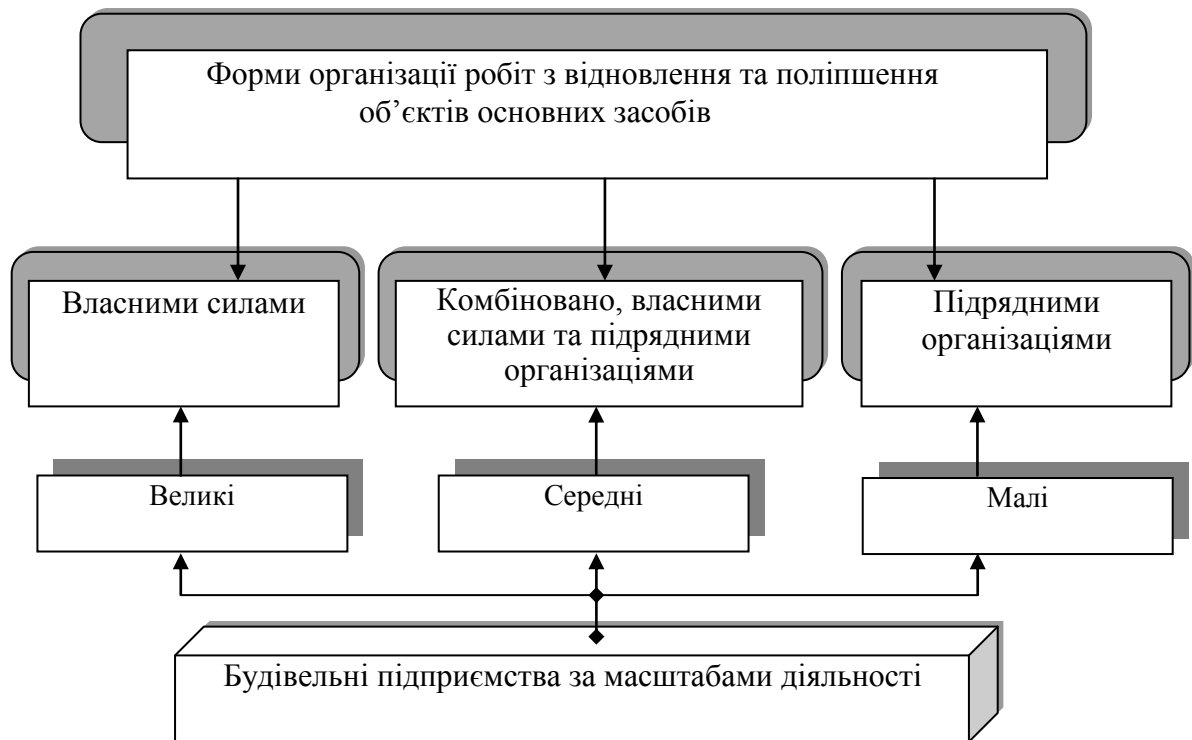 Форми організації робіт з відновлення та поліпшення
об’єктів основних засобів
Власними силами
Комбіновано, власними
силами та підрядними
організаціями
Підрядними
організаціями
Великі
Середні
Малі
Будівельні підприємства за масштабами діяльності